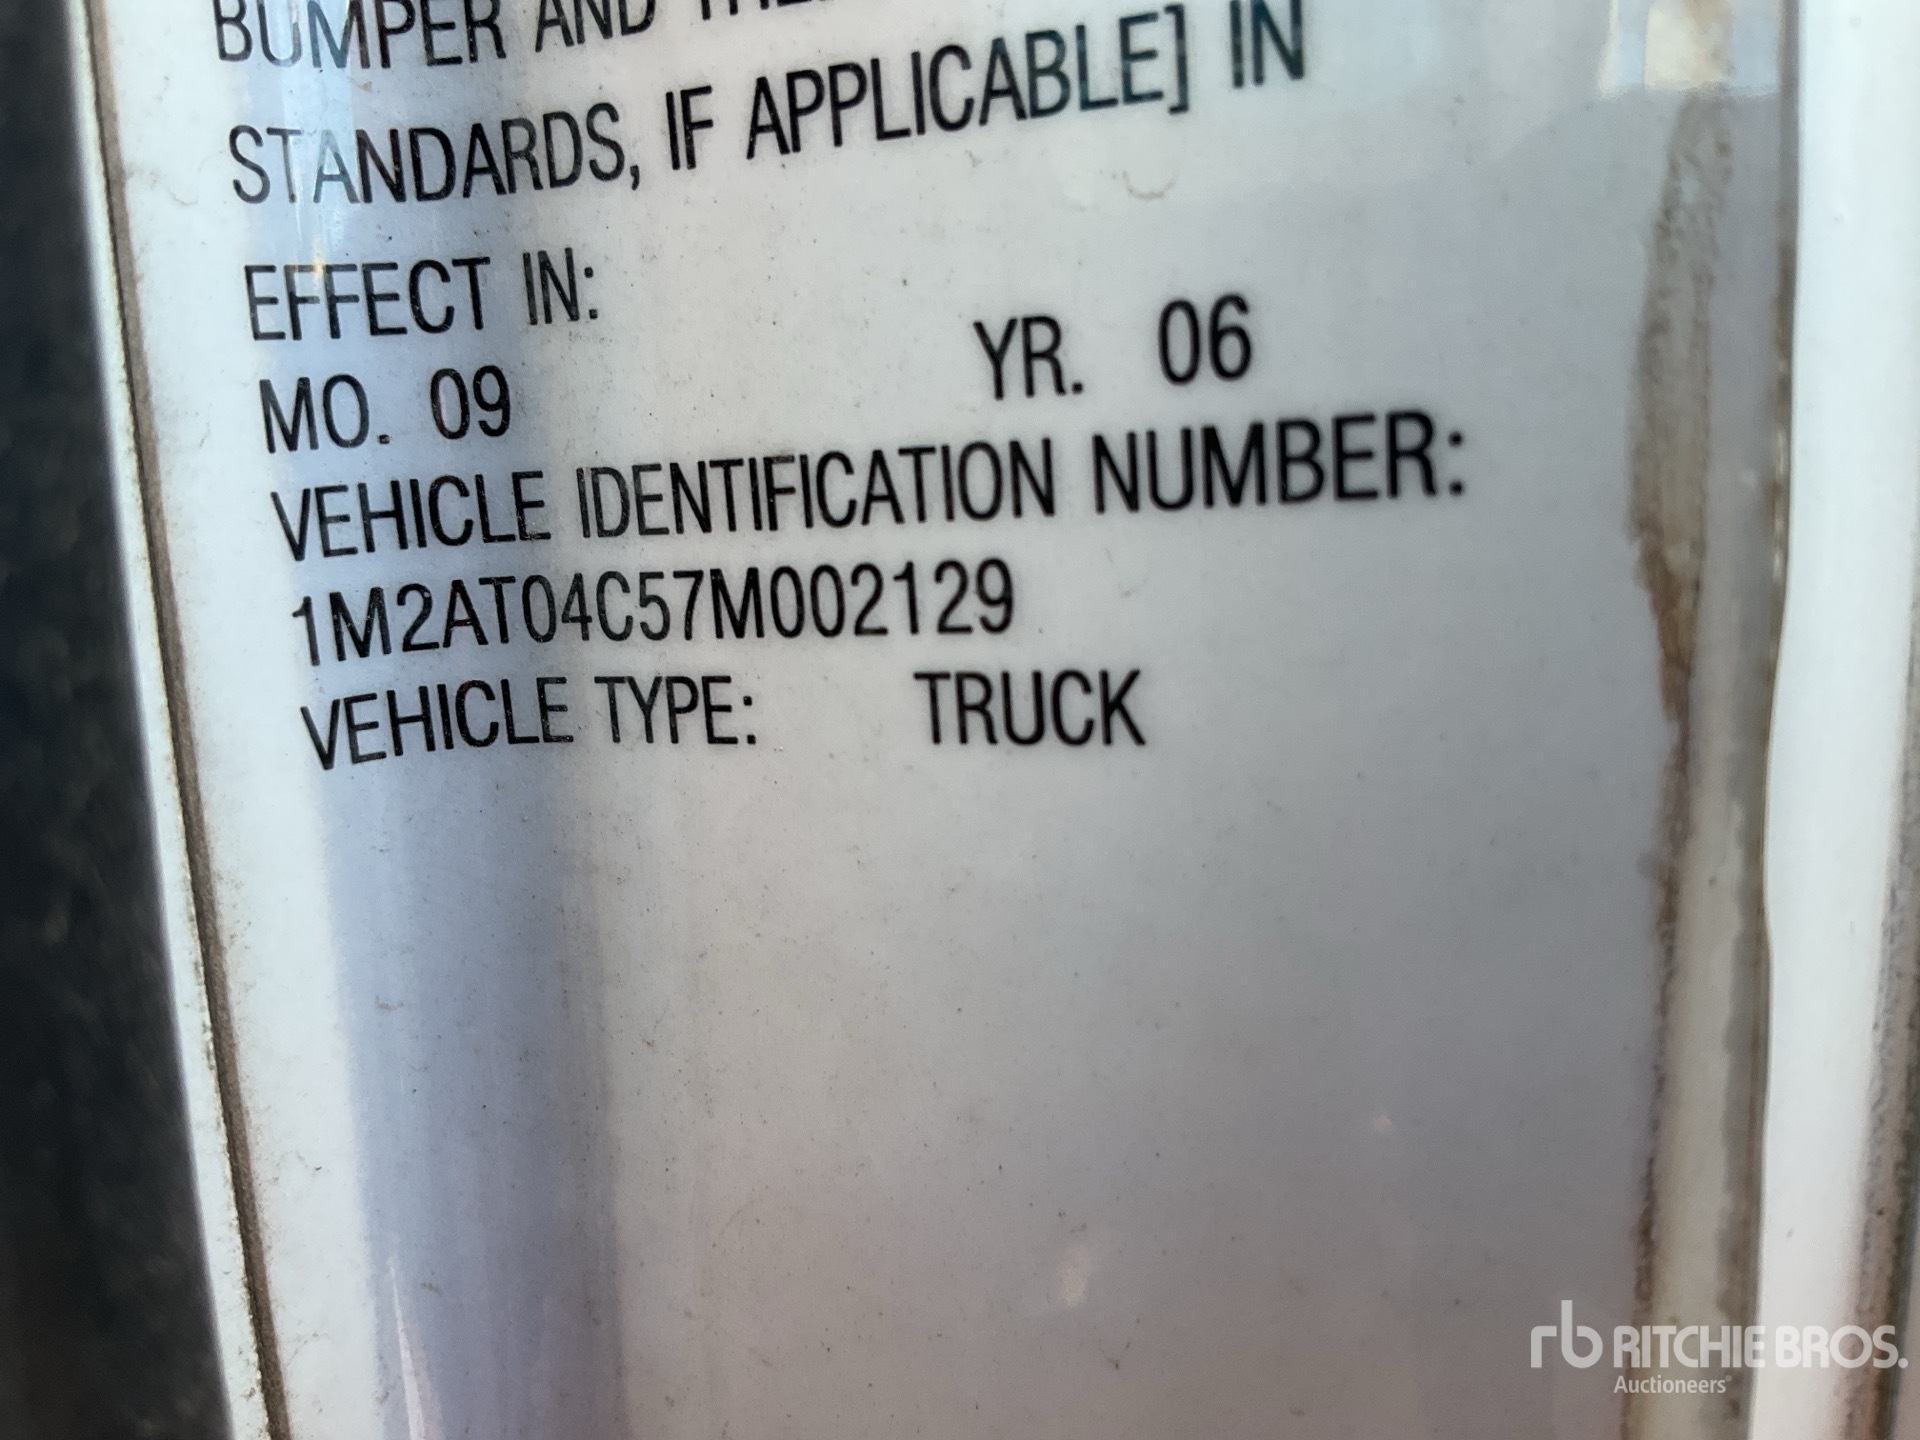 BUMPER AND
STANDARDS, IF APPLICABLE] IN
EFFECT IN:
MO. 09 YR. 06
VEHICLE IDENTIFICATION NUMBER:
1M2AT04C57M002129
VEHICLE TYPE: TRUCK
rb RITCHIE BROS.
Auctioneers